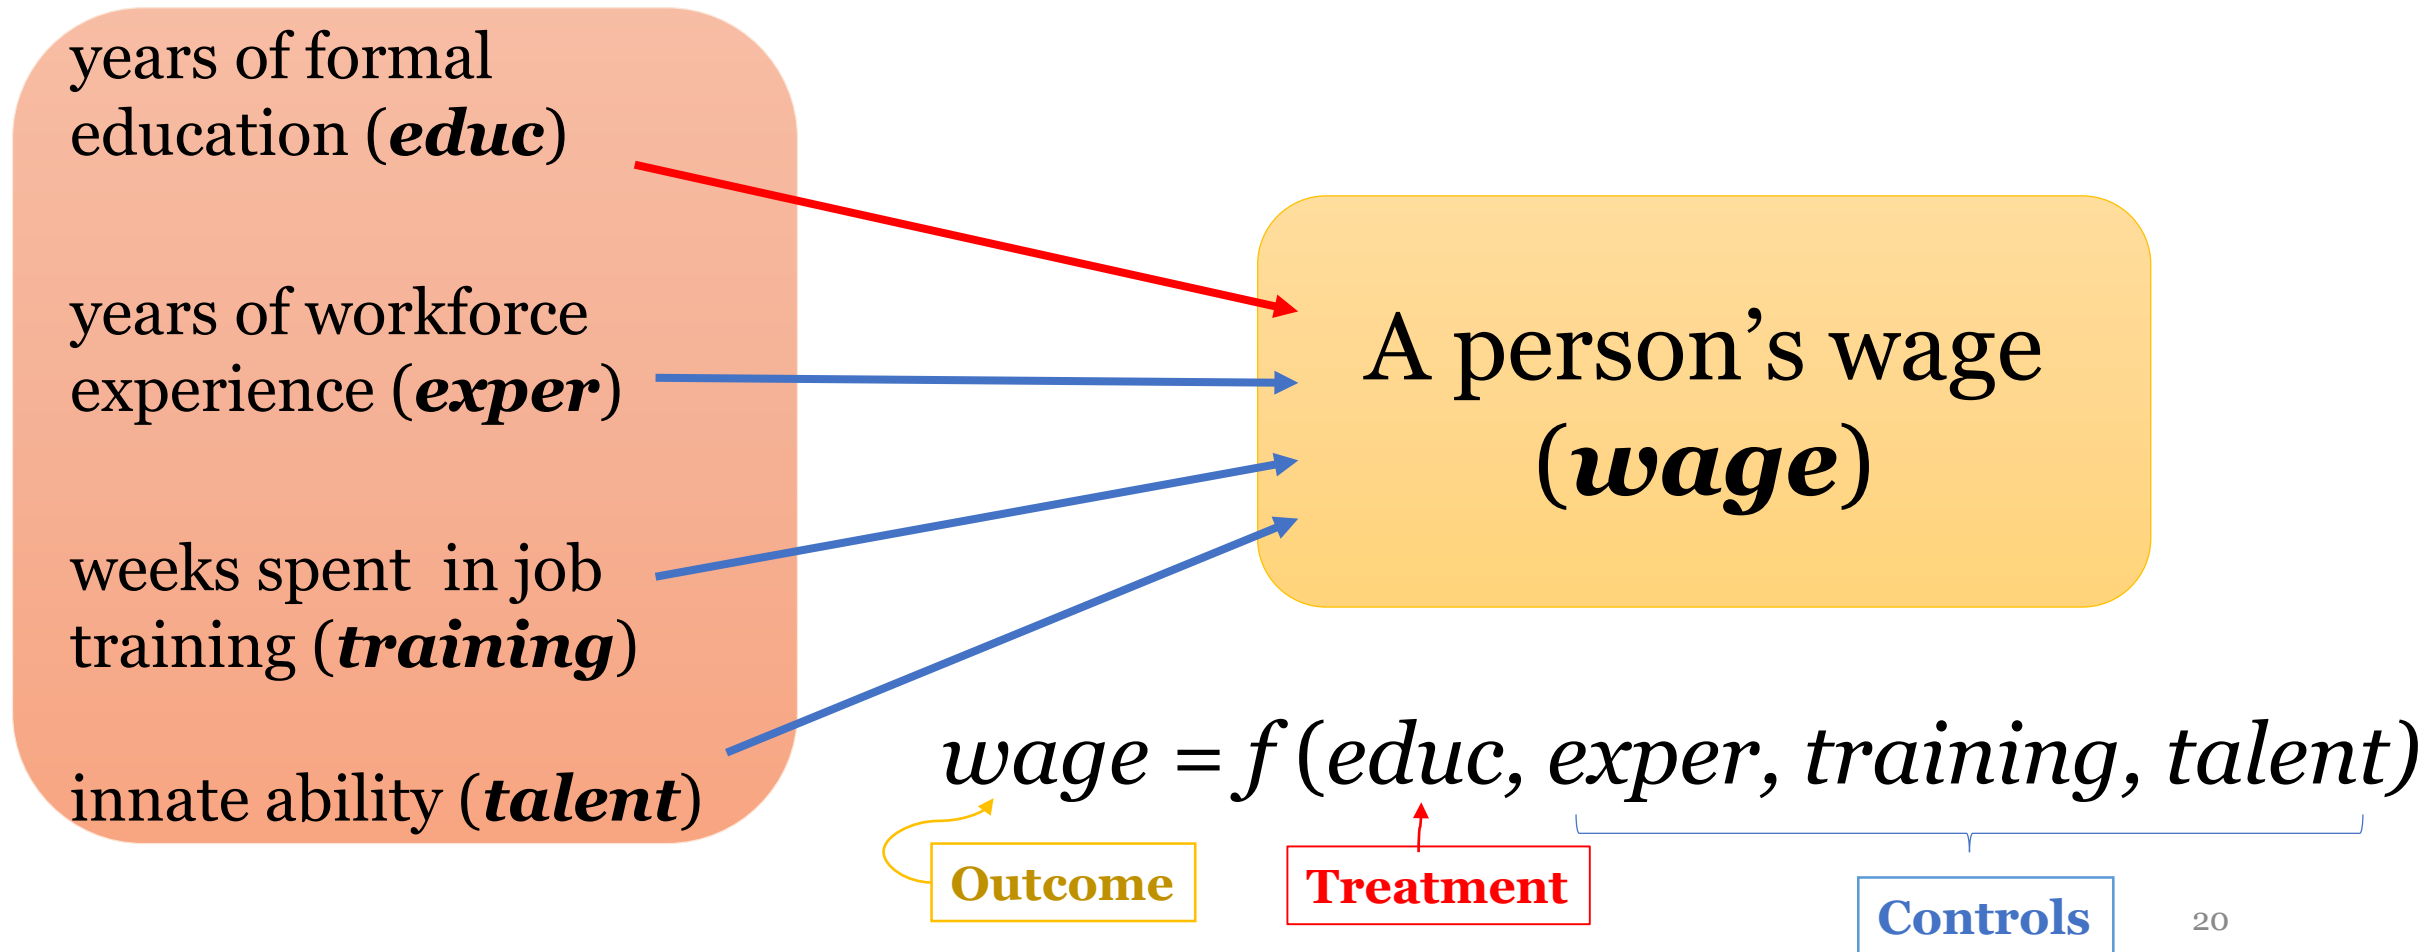 years of formal
education (educ)
years of workforce
experience (exper)
weeks spent  in job
training (training)
innate ability (talent)
A person’s wage
(wage)
wage = f (educ, exper, training, talent)
Outcome
Treatment
Controls
20